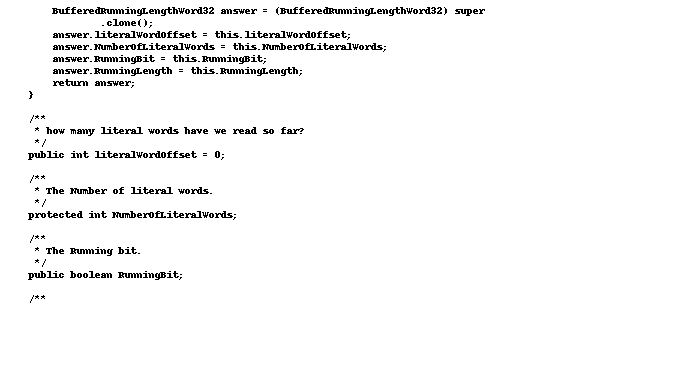 BufferedRunningLengthWord32 answer = (BufferedRunningLengthWord32) super
.clone();
answer.literalWordOffset = this.literalWordOffset;
answer.NumberOfLiteralWords = this.NumberOfLiteralWords;
answer.RunningBit = this.RunningBit;
answer.RunningLength = this.RunningLength;
return answer;
}
/**
* how many literal words have we read so far?
*/
public int literalWordOffset = 0;
/**
* The Number of literal words.
*/
protected int NumberOfLiteralWords;
/**
* The Running bit.
*/
public boolean RunningBit;
/**